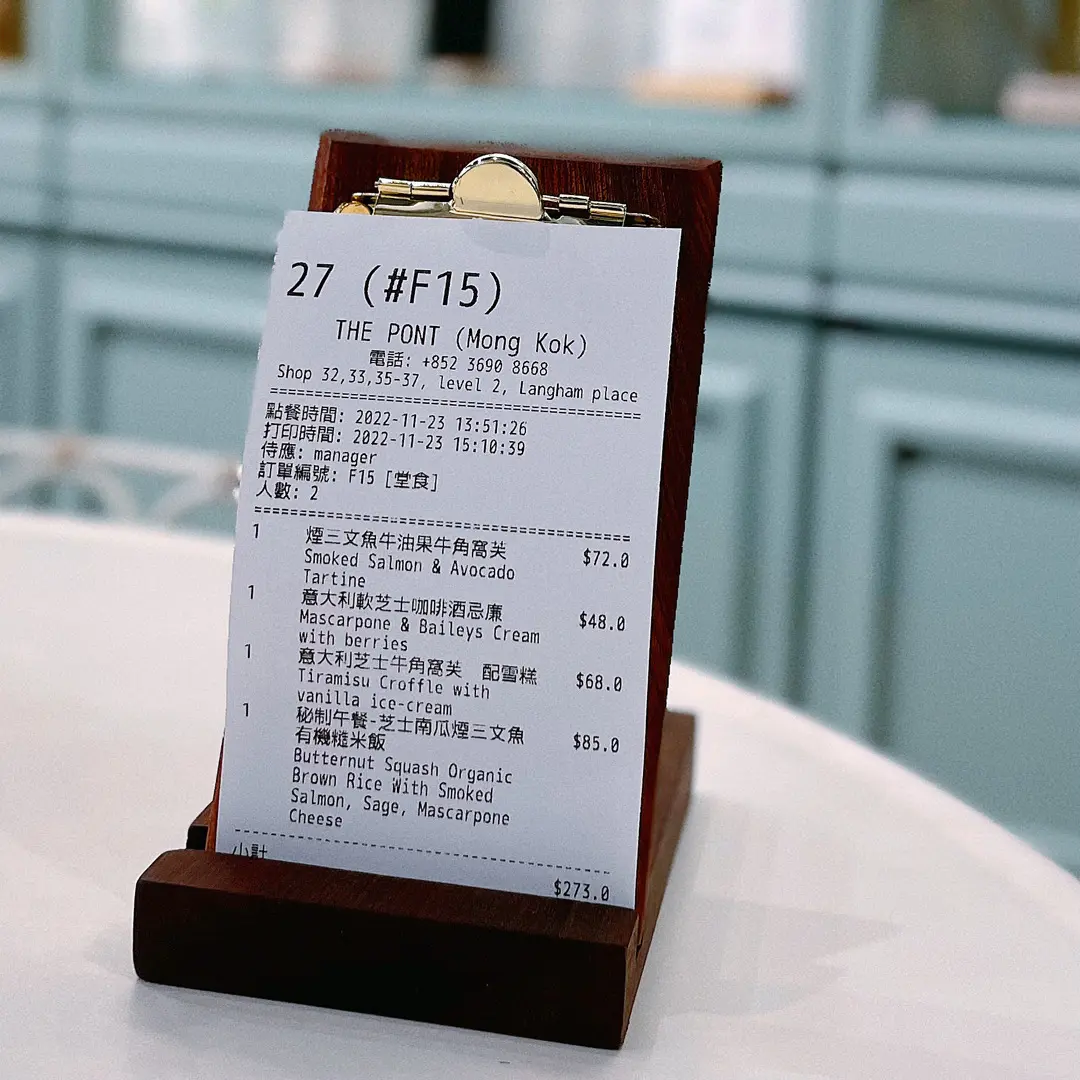 27 (#F15)
THE PONT (Mong Kok)
電話: +852 3690 8668
Shop 32,33,35-37, level 2, Langham place
======================================
點餐時間: 2022-11-23 13:51:26
打印時間: 2022-11-23 15:10:39
侍應: manager
訂單編號: F15 [堂食]
人數: 2
======================================
1 煙三文魚牛油果牛角窩芙 $72.0
Smoked Salmon & Avocado
Tartine
1 意大利軟芝士咖啡酒忌廉 $48.0
Mascarpone & Baileys Cream
with berries
1 意大利芝士牛角窩芙 配雪糕 $68.0
Tiramisu Croffle with
vanilla ice-cream
1 秘制午餐-芝士南瓜煙三文魚 $85.0
有機糙米飯
Butternut Squash Organic
Brown Rice With Smoked
Salmon, Sage, Mascarpone
Cheese
--------------------------------------
小計 $273.0